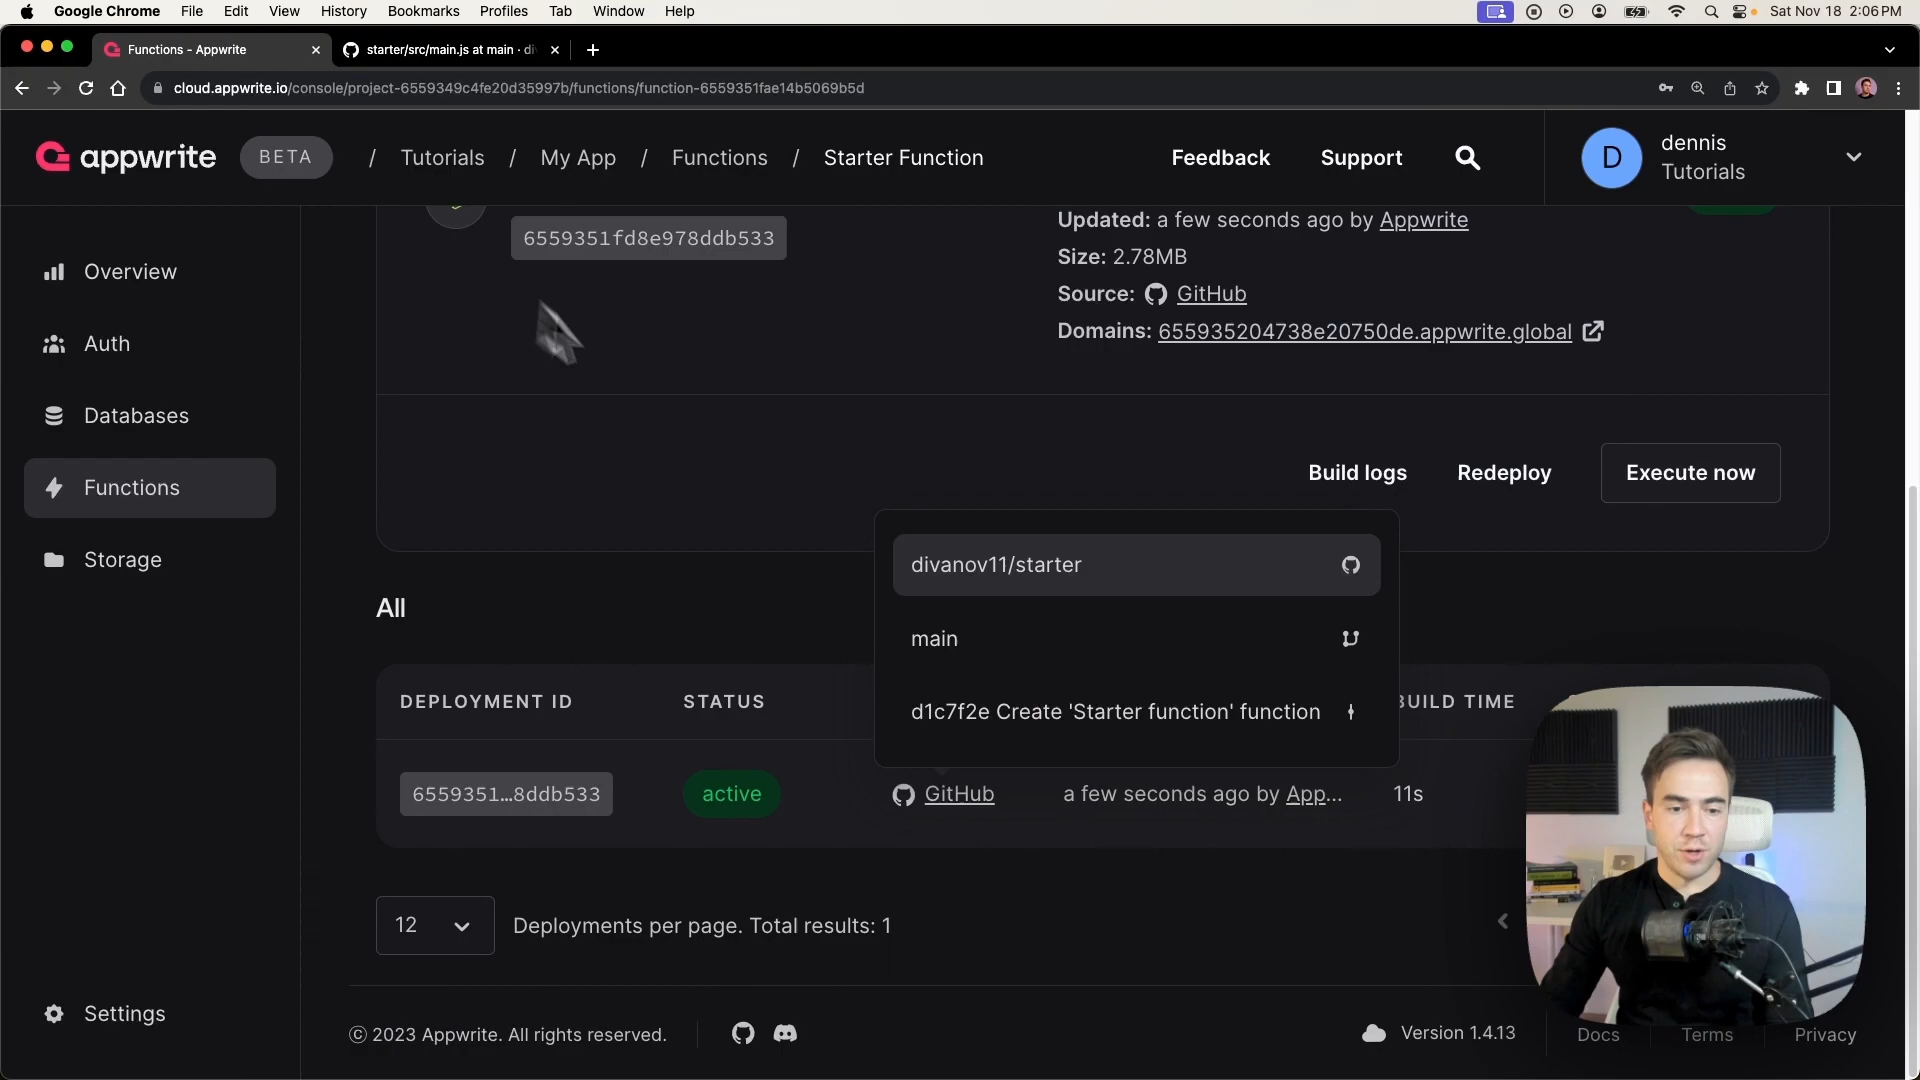 Google Chrome File Edit View History Bookmarks Profiles Tab Window Help Sat Nov 18 2:06 PM
Functions - Appwrite starter/src/main.js at main · di
cloud.appwrite.io/console/project-6559349c4fe20d35997b/functions/function-6559351fae14b5069b5d
appwrite BETA / Tutorials / My App / Functions / Starter Function Feedback Support D dennis
Tutorials
Overview
Auth
Databases
Functions
Storage
Settings
6559351fd8e978ddb533
Updated: a few seconds ago by Appwrite
Size: 2.78MB
Source: GitHub
Domains: 655935204738e20750de.appwrite.global
Build logs Redeploy Execute now
divanov11/starter
main
d1c7f2e Create 'Starter function' function
All
DEPLOYMENT ID STATUS BUILD TIME
6559351...8ddb533 active GitHub a few seconds ago by App... 11s
12 Deployments per page. Total results: 1
© 2023 Appwrite. All rights reserved. Version 1.4.13 Docs Terms Privacy